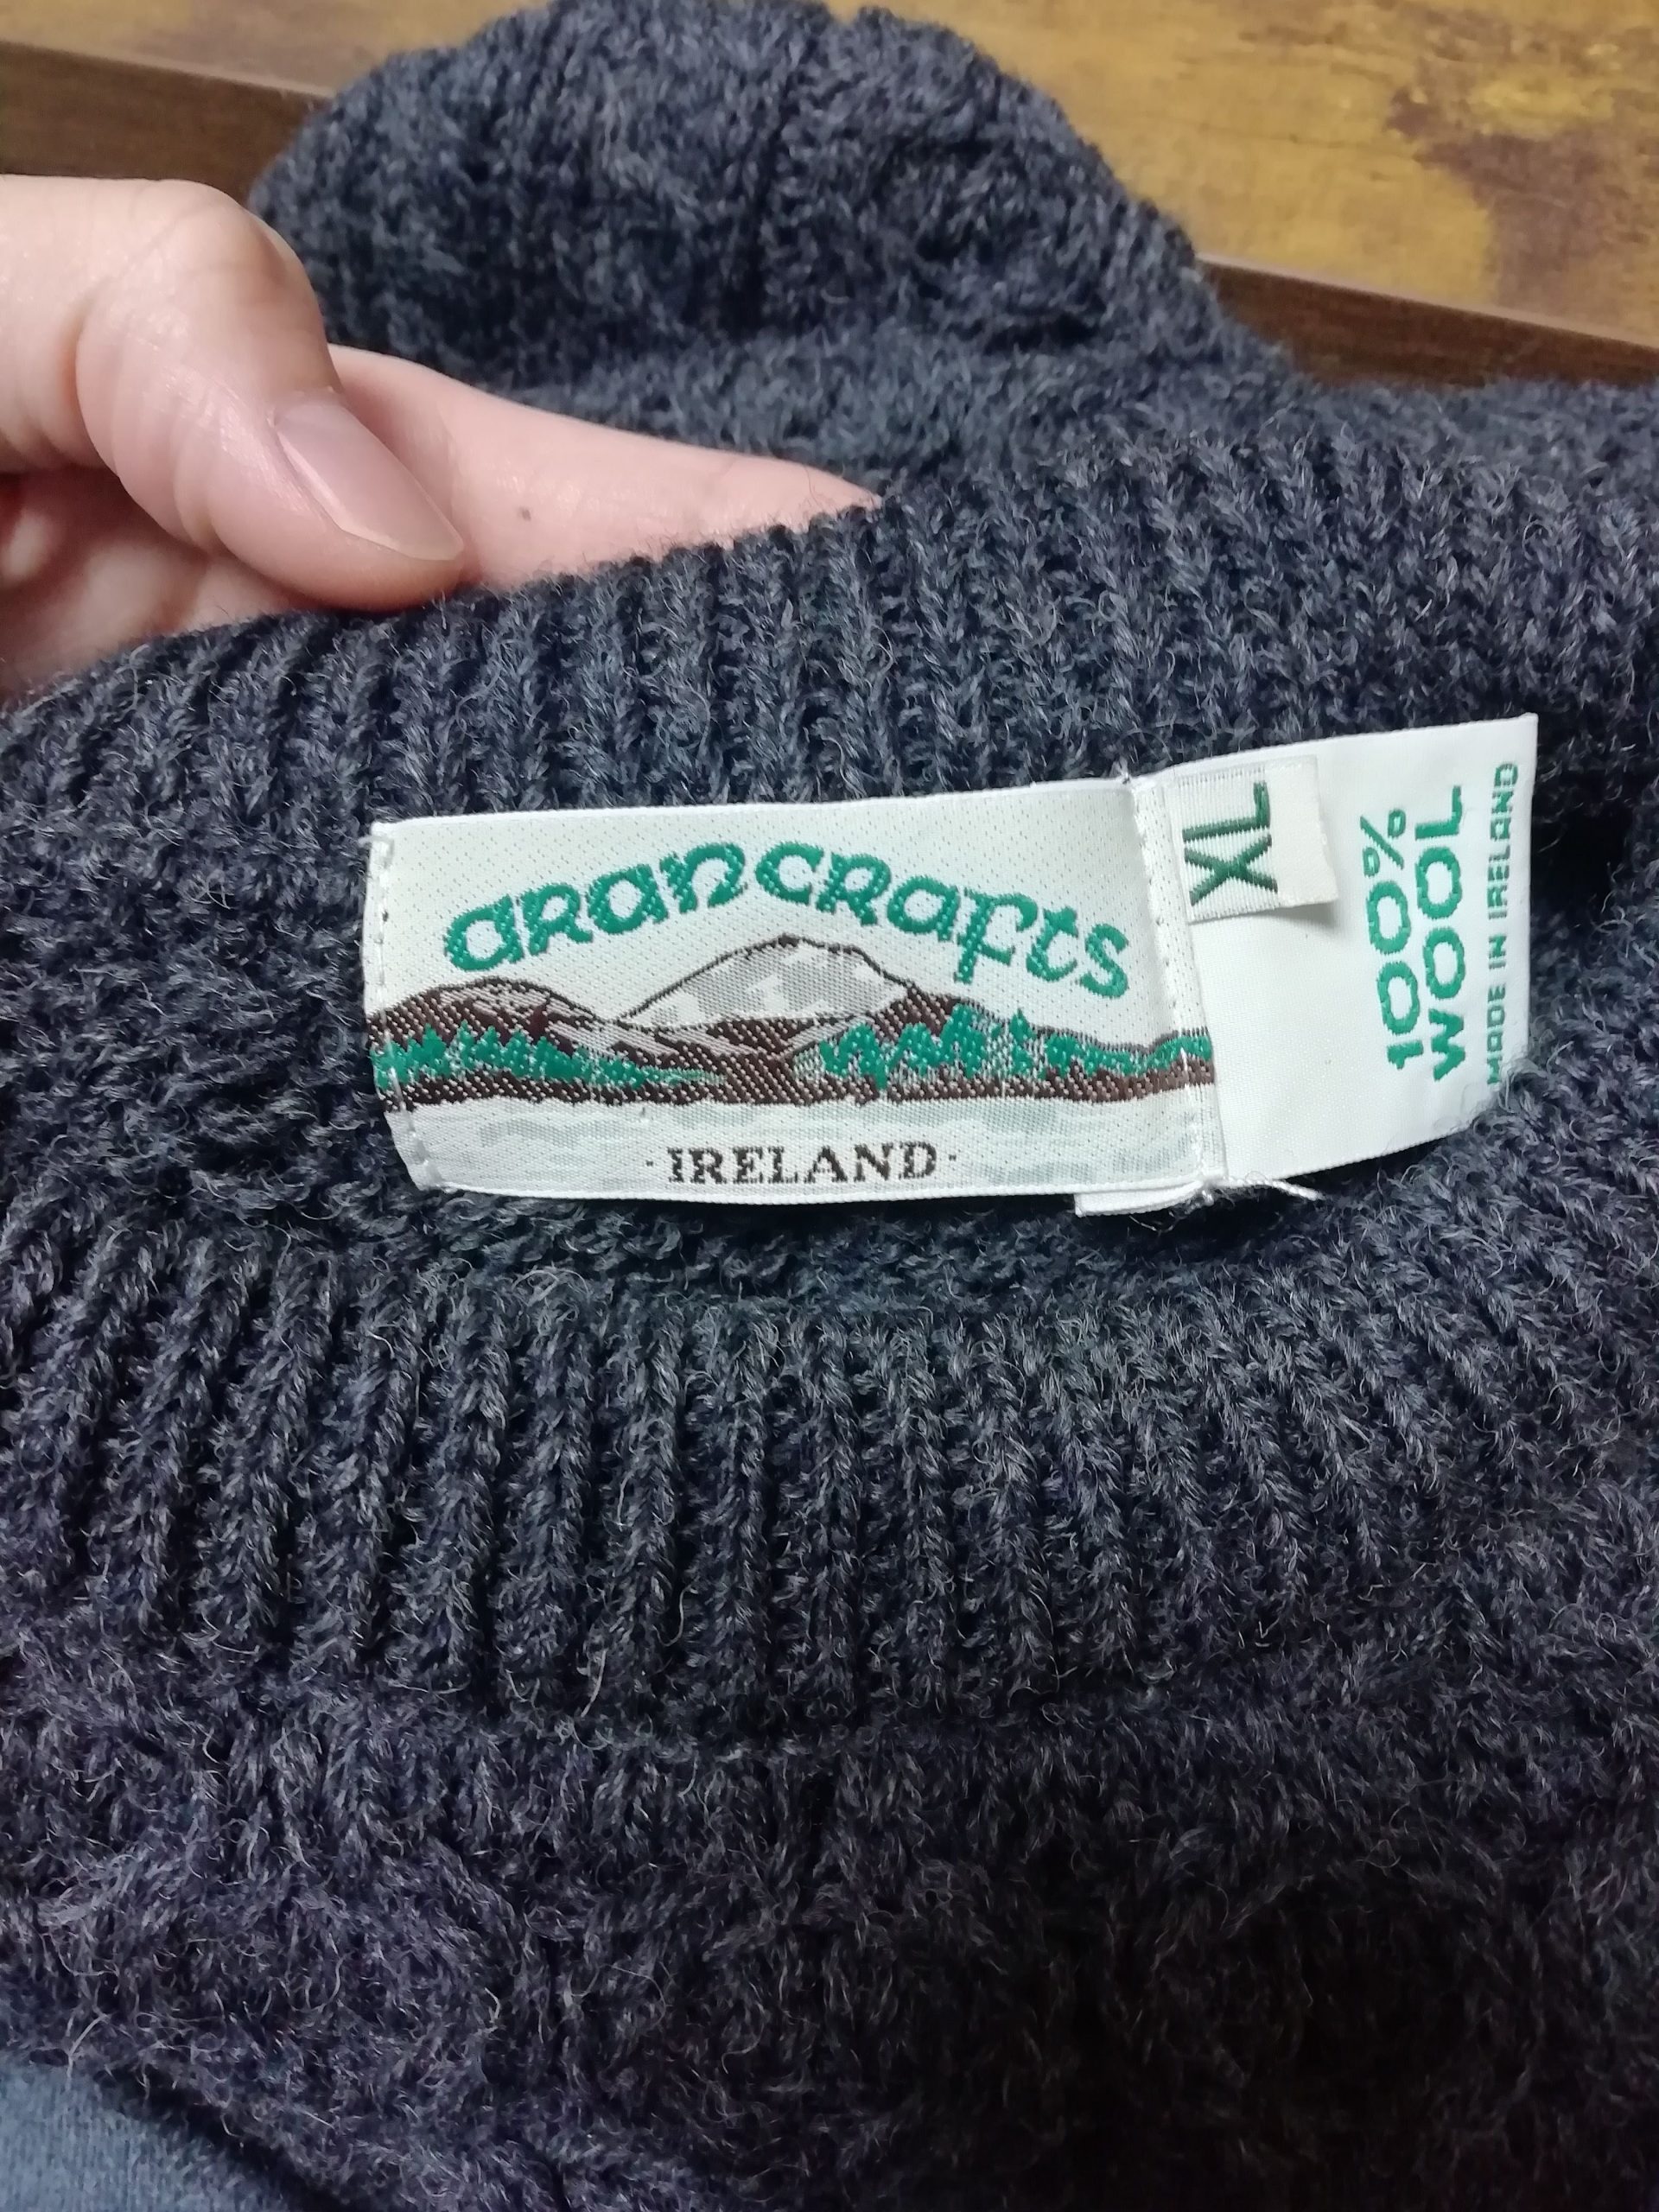 arancrafts
·IRELAND·
XL
100%
WOOL
MADE IN IRELAND